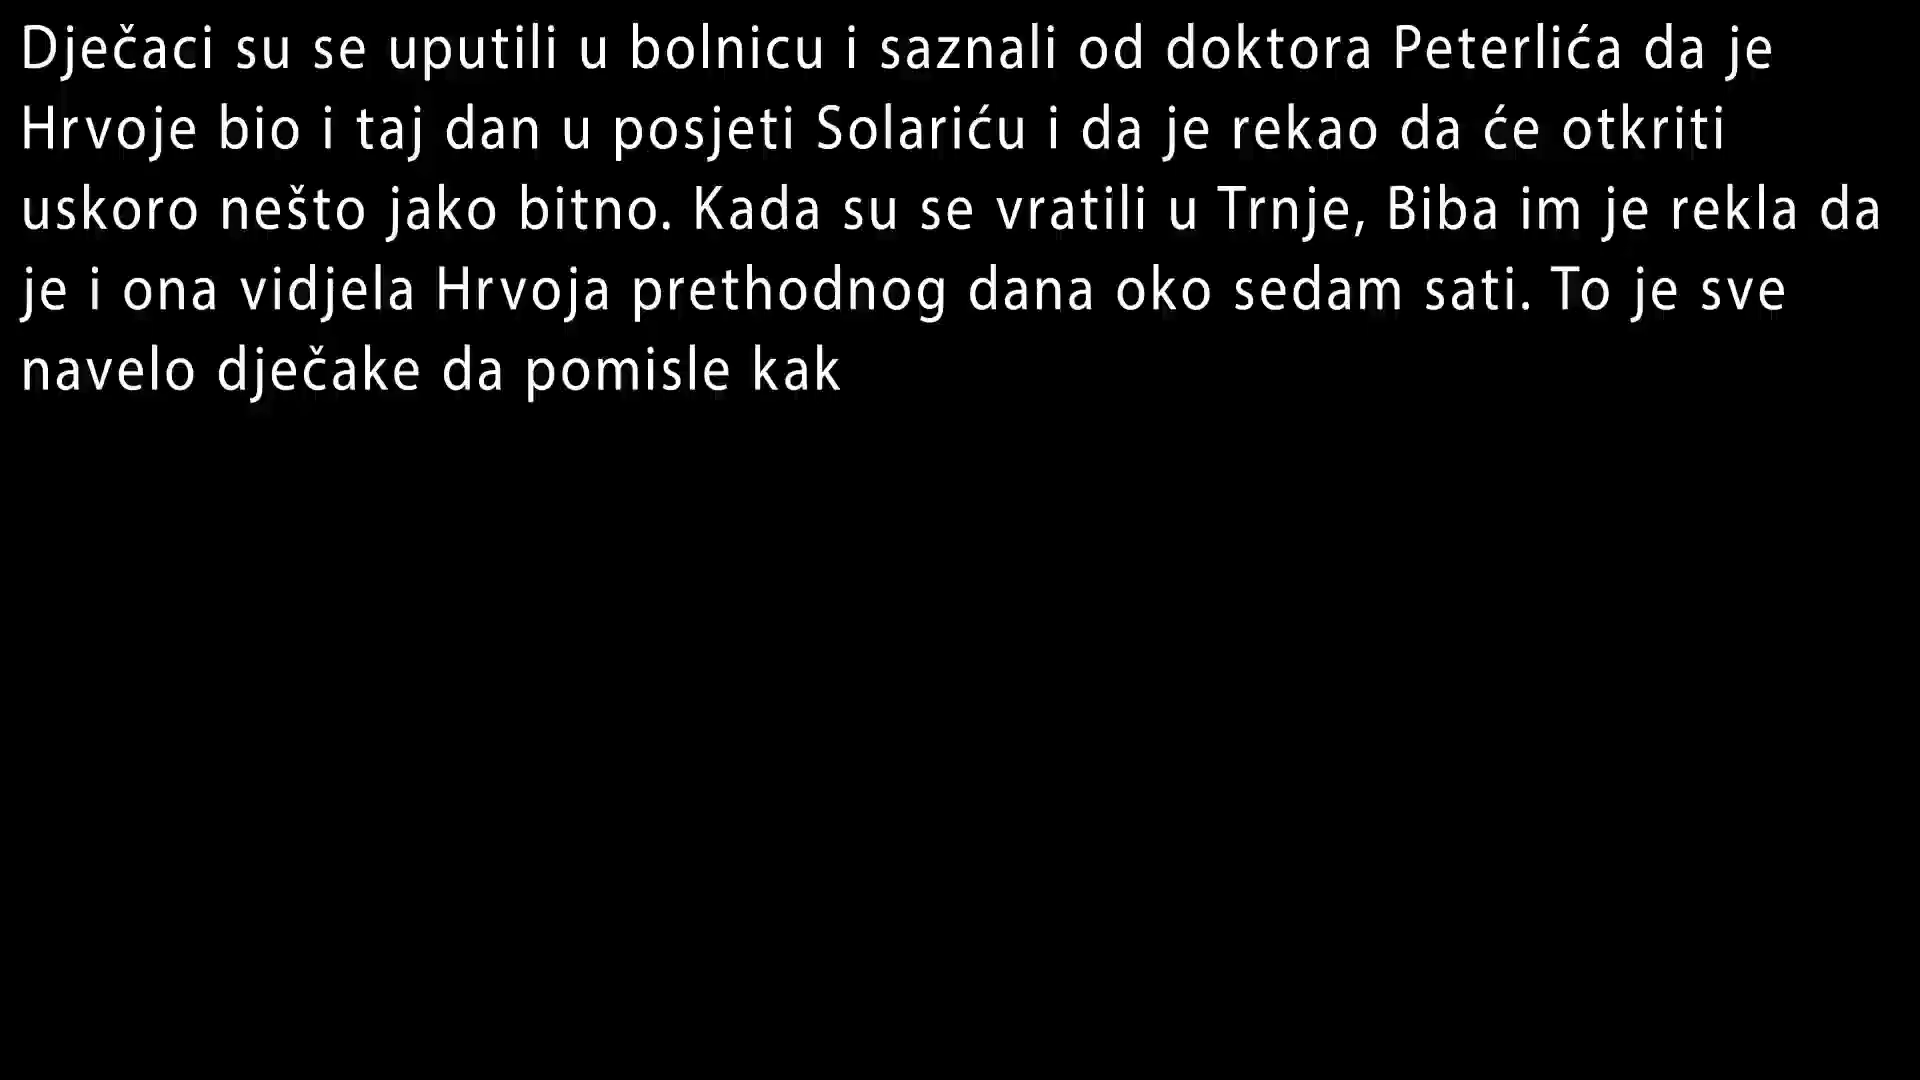 Dječaci su se uputili u bolnicu i saznali od doktora Peterlića da je
Hrvoje bio i taj dan u posjeti Solariću i da je rekao da će otkriti
uskoro nešto jako bitno. Kada su se vratili u Trnje, Biba im je rekla da
je i ona vidjela Hrvoja prethodnog dana oko sedam sati. To je sve
navelo dječake da pomisle kak